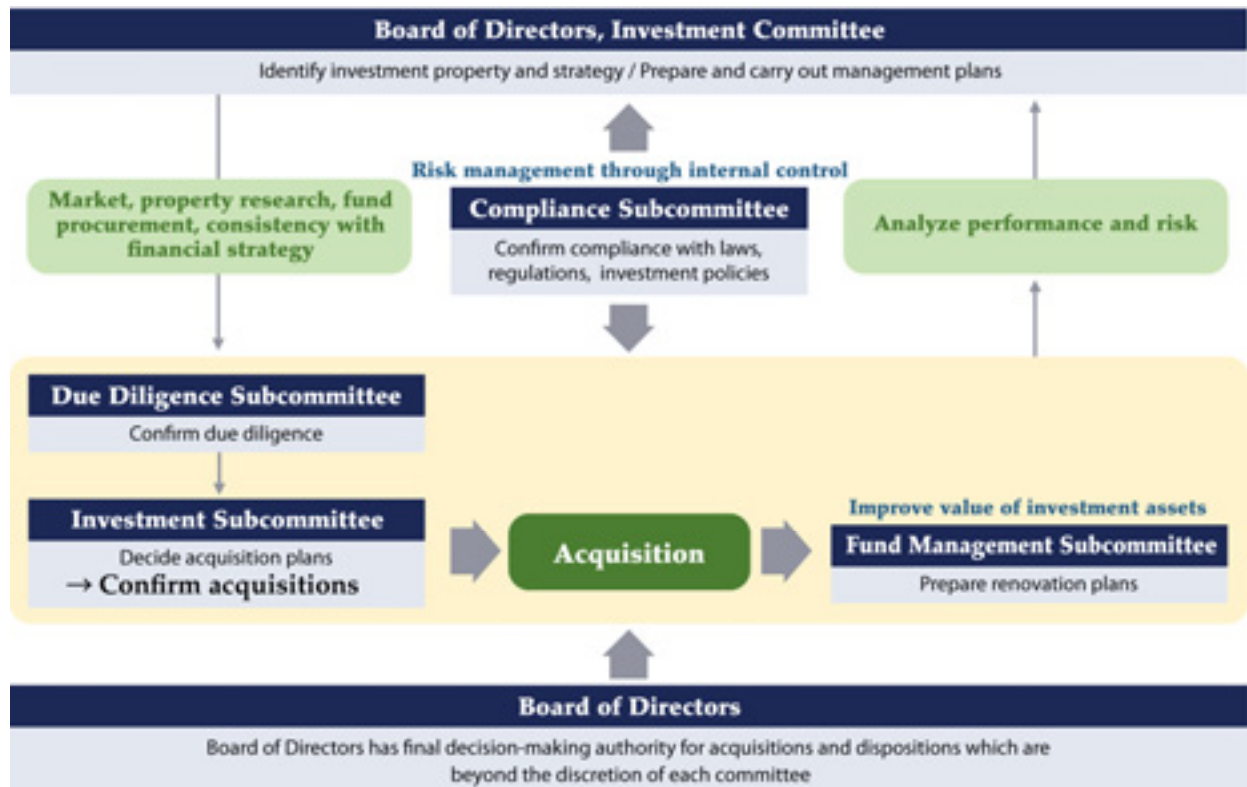 Board of Directors, Investment Committee
Identify investment property and strategy / Prepare and carry out management plans
Risk management through internal control
Market, property research, fund
procurement, consistency with
financial strategy
Compliance Subcommittee
Confirm compliance with laws,
regulations, investment policies
Analyze performance and risk
Due Diligence Subcommittee
Confirm due diligence
Investment Subcommittee
Decide acquisition plans
→ Confirm acquisitions
Acquisition
Improve value of investment assets
Fund Management Subcommittee
Prepare renovation plans
Board of Directors
Board of Directors has final decision-making authority for acquisitions and dispositions which are
beyond the discretion of each committee